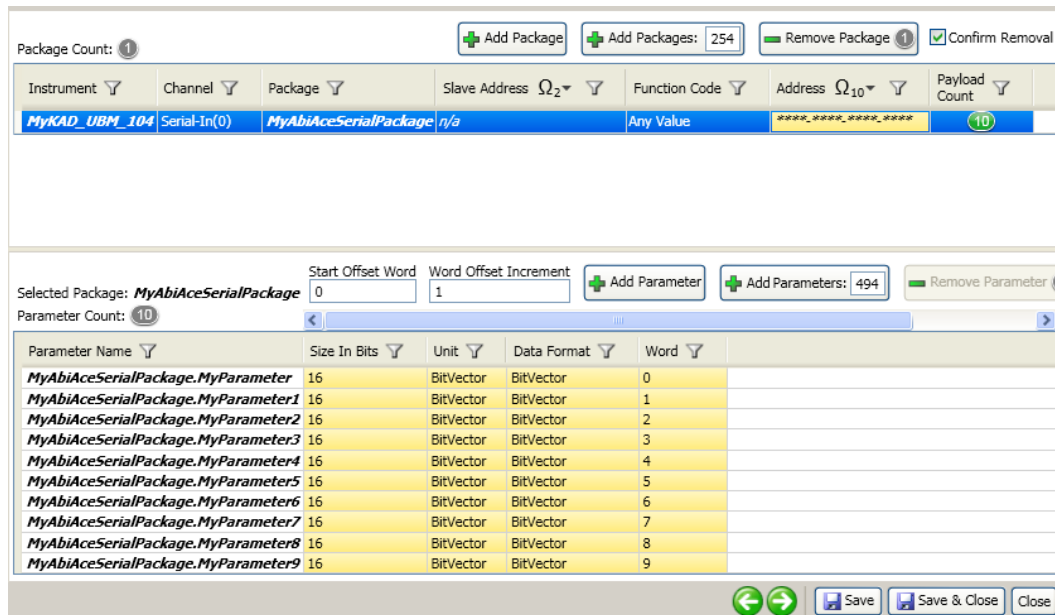 Package Count: 1 Add Package Add Packages: 254 Remove Package 1 Confirm Removal
Instrument Channel Package Slave Address Ω2 Function Code Address Ω10 Payload Count
MyKAD_UBM_104 Serial-In(0) MyAbiAceSerialPackage n/a Any Value ****_****_****_**** 10
Start Offset Word Word Offset Increment
Selected Package: MyAbiAceSerialPackage 0 1 Add Parameter Add Parameters: 494 Remove Parameter
Parameter Count: 10
Parameter Name Size In Bits Unit Data Format Word
MyAbiAceSerialPackage.MyParameter 16 BitVector BitVector 0
MyAbiAceSerialPackage.MyParameter1 16 BitVector BitVector 1
MyAbiAceSerialPackage.MyParameter2 16 BitVector BitVector 2
MyAbiAceSerialPackage.MyParameter3 16 BitVector BitVector 3
MyAbiAceSerialPackage.MyParameter4 16 BitVector BitVector 4
MyAbiAceSerialPackage.MyParameter5 16 BitVector BitVector 5
MyAbiAceSerialPackage.MyParameter6 16 BitVector BitVector 6
MyAbiAceSerialPackage.MyParameter7 16 BitVector BitVector 7
MyAbiAceSerialPackage.MyParameter8 16 BitVector BitVector 8
MyAbiAceSerialPackage.MyParameter9 16 BitVector BitVector 9
Save Save & Close Close